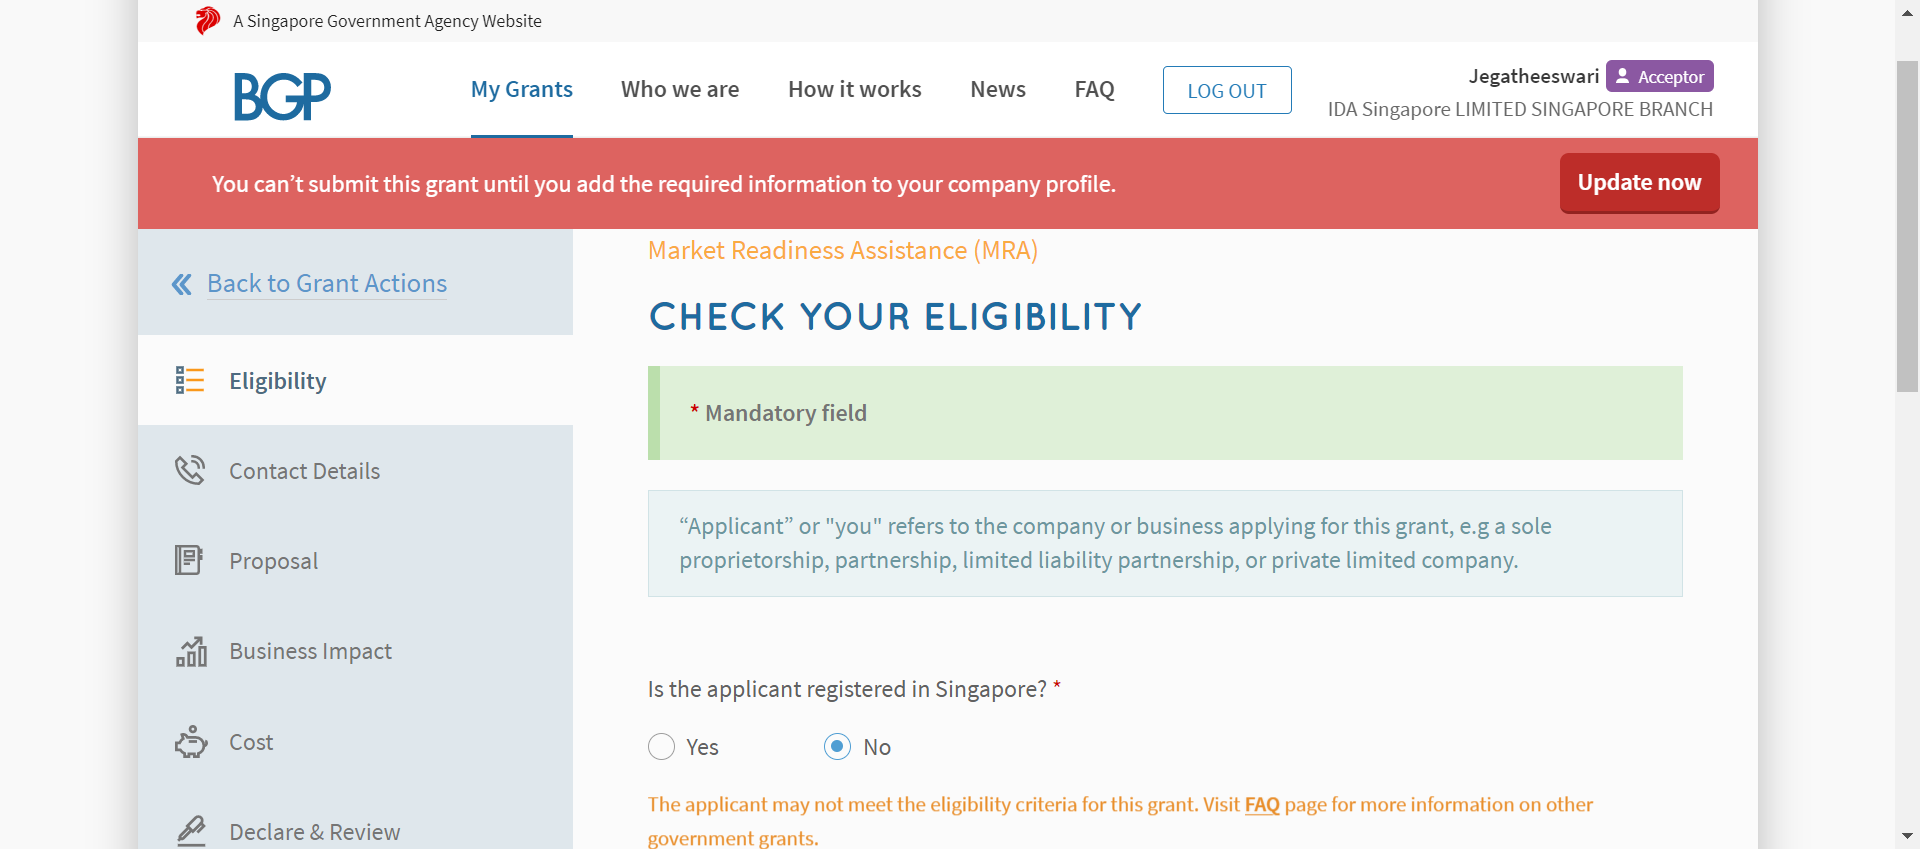 A Singapore Government Agency Website
BGP
My Grants
Who we are
How it works
News
FAQ
LOG OUT
Jegatheeswari
Acceptor
IDA Singapore LIMITED SINGAPORE BRANCH
You can’t submit this grant until you add the required information to your company profile.
Update now
Back to Grant Actions
Eligibility
Contact Details
Proposal
Business Impact
Cost
Declare & Review
Market Readiness Assistance (MRA)
CHECK YOUR ELIGIBILITY
* Mandatory field
“Applicant” or "you" refers to the company or business applying for this grant, e.g a sole
proprietorship, partnership, limited liability partnership, or private limited company.
Is the applicant registered in Singapore? *
Yes
No
The applicant may not meet the eligibility criteria for this grant. Visit FAQ page for more information on other
government grants.